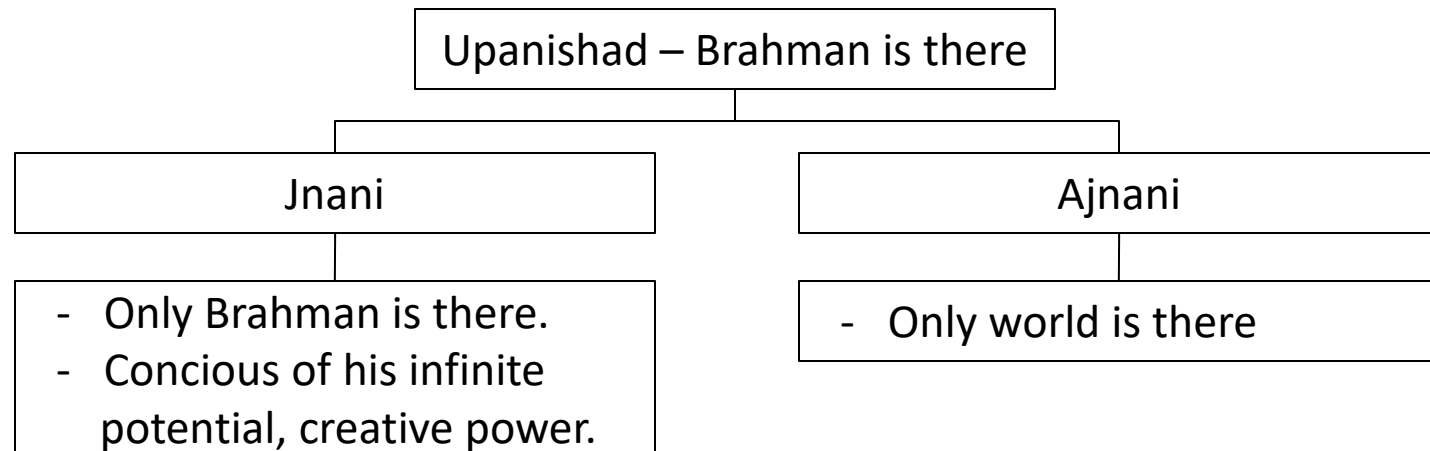 Upanishad – Brahman is there
Jnani
Ajnani
- Only Brahman is there.
- Concious of his infinite
potential, creative power.
- Only world is there